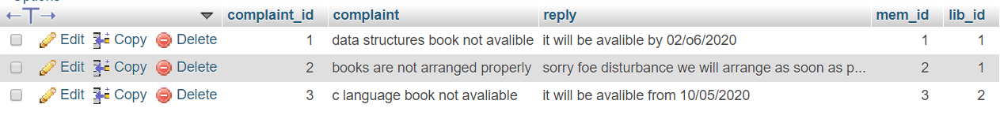 complaint_id complaint reply mem_id lib_id
Edit Copy Delete 1 data structures book not avalible it will be avalible by 02/o6/2020 1 1
Edit Copy Delete 2 books are not arranged properly sorry foe disturbance we will arrange as soon as p... 2 1
Edit Copy Delete 3 c language book not avaliable it will be avalible from 10/05/2020 3 2